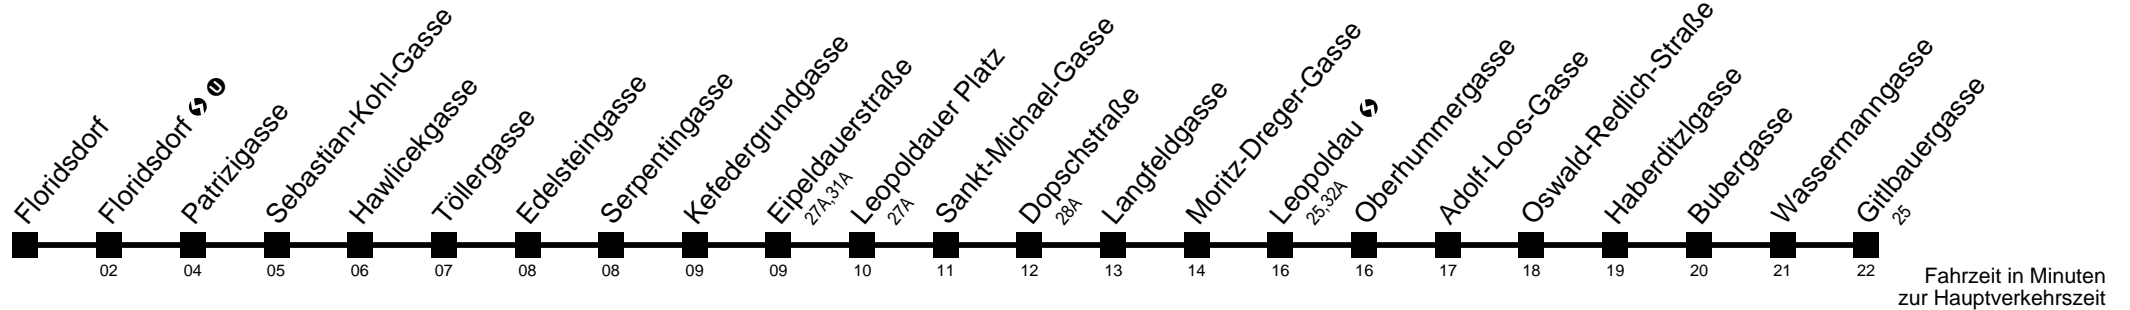 Floridsdorf
Floridsdorf S U
Patrizigasse
Sebastian-Kohl-Gasse
Hawlicekgasse
Töllergasse
Edelsteingasse
Serpentingasse
Kefedergrundgasse
Eipeldauerstraße
27A,31A
Leopoldauer Platz
27A
Sankt-Michael-Gasse
Dopschstraße
28A
Langfeldgasse
Moritz-Dreger-Gasse
Leopoldau S
25,32A
Oberhummergasse
Adolf-Loos-Gasse
Oswald-Redlich-Straße
Haberditzlgasse
Bubergasse
Wassermanngasse
Gitlbauergasse
25
02 04 05 06 07 08 08 09 09 10 11 12 13 14 16 16 17 18 19 20 21 22
Fahrzeit in Minuten
zur Hauptverkehrszeit